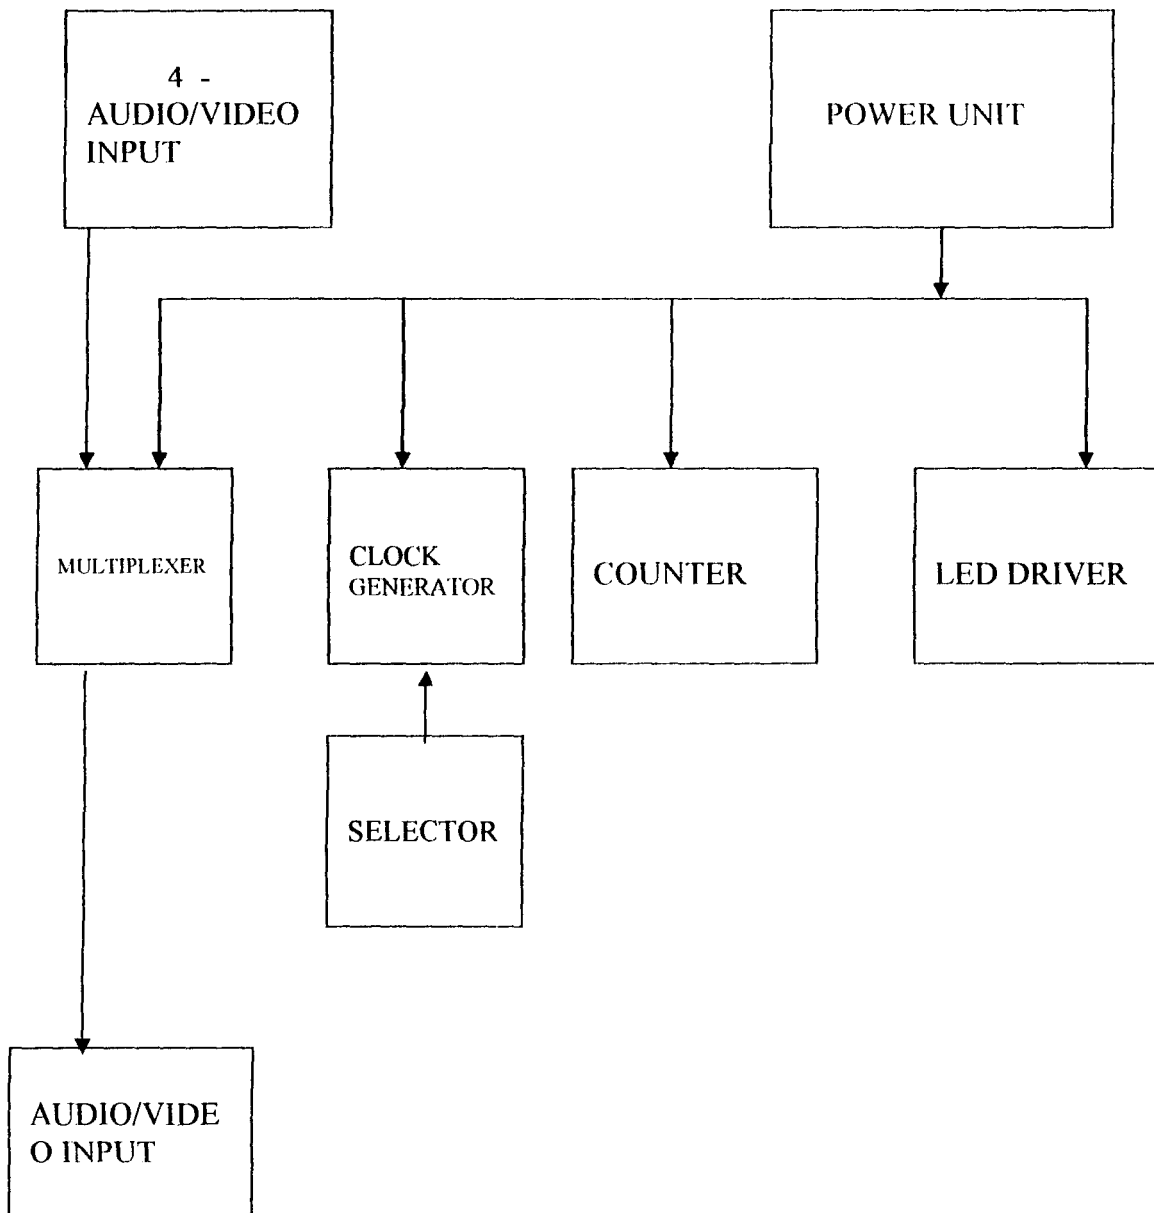 4 -
AUDIO/VIDEO
INPUT
POWER UNIT
MULTIPLEXER
CLOCK
GENERATOR
COUNTER
LED DRIVER
SELECTOR
AUDIO/VIDE
O INPUT